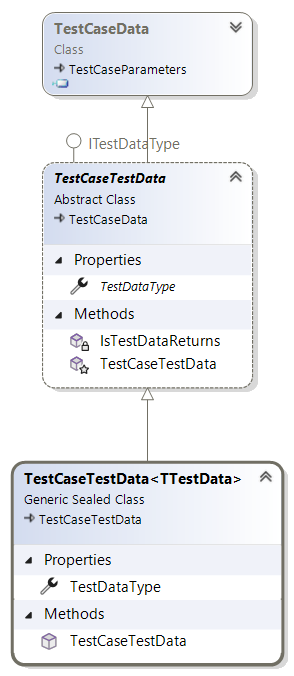 TestCaseData
Class
TestCaseParameters
ITestDataType
TestCaseTestData
Abstract Class
TestCaseData
Properties
TestDataType
Methods
IsTestDataReturns
TestCaseTestData
TestCaseTestData<TTestData>
Generic Sealed Class
TestCaseTestData
Properties
TestDataType
Methods
TestCaseTestData